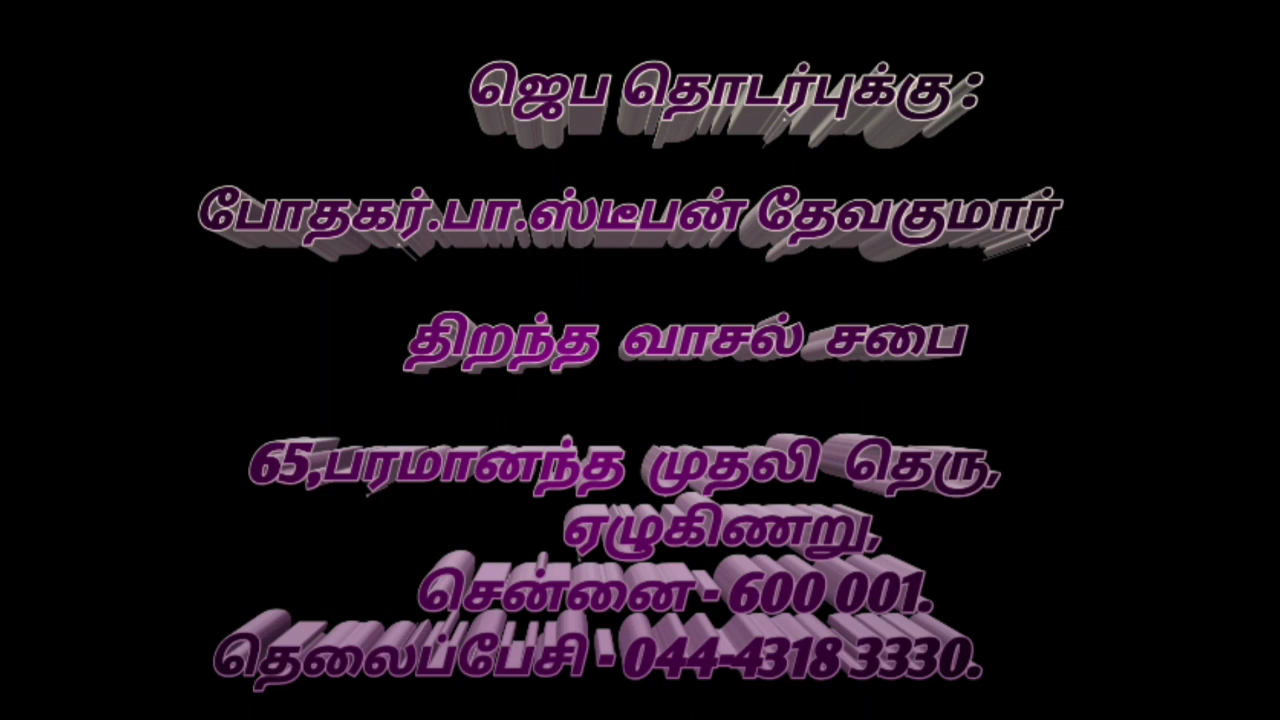 ஜெப தொடர்புக்கு :
போதகர்.பா.ஸ்டீபன் தேவகுமார்
திறந்த வாசல் சபை
65,பரமானந்த முதலி தெரு,
ஏழுகிணறு,
சென்னை - 600 001.
தெலைப்பேசி - 044-4318 3330.